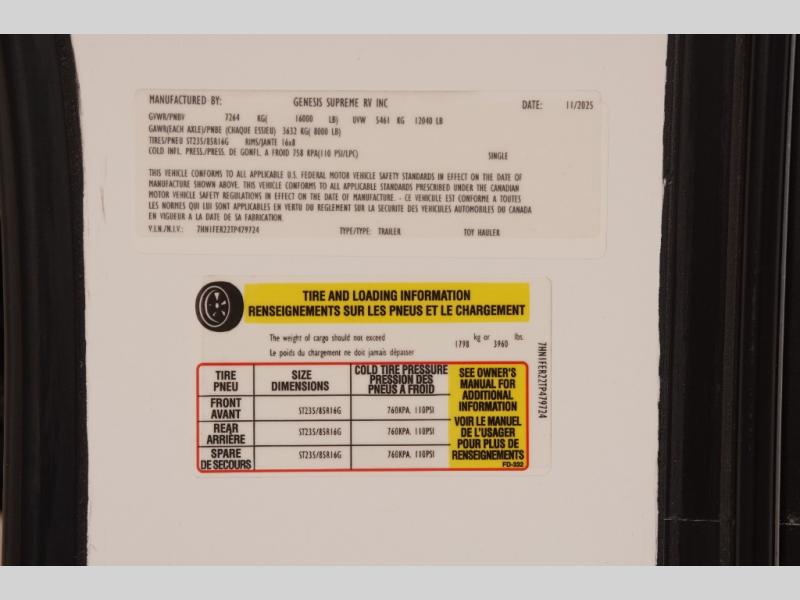 MANUFACTURED BY: GENESIS SUPREME RV INC DATE: 11/2025
GVWR/PNBV 7264 KG( 16000 LB) UVW 5461 KG 12040 LB
GAWR(EACH AXLE)/PNBE (CHAQUE ESSIEU) 3632 KG( 8000 LB)
TIRES/PNEU ST235/85R16G RIMS/JANTE 16x8
COLD INFL. PRESS./PRESS. DE GONFL. A FROID 758 KPA(110 PSI/LPC) SINGLE
THIS VEHICLE CONFORMS TO ALL APPLICABLE U.S. FEDERAL MOTOR VEHICLE SAFETY STANDARDS IN EFFECT ON THE DATE OF
MANUFACTURE SHOWN ABOVE. THIS VEHICLE CONFORMS TO ALL APPLICABLE STANDARDS PRESCRIBED UNDER THE CANADIAN
MOTOR VEHICLE SAFETY REGULATIONS IN EFFECT ON THE DATE OF MANUFACTURE. - CE VEHICULE EST CONFORME A TOUTES
LES NORMES QUI LUI SONT APPLICABLES EN VERTU DU REGLEMENT SUR LA SECURITE DES VEHICULES AUTOMOBILES DU CANADA
EN VIGUEUR A LA DATE DE SA FABRICATION.
V.I.N./N.I.V.: 7HN1FER22TP479724 TYPE/TYPE: TRAILER TOY HAULER
TIRE AND LOADING INFORMATION
RENSEIGNEMENTS SUR LES PNEUS ET LE CHARGEMENT
The weight of cargo should not exceed 1798 kg or 3960 lbs.
Le poids du chargement ne doit jamais dépasser
7HN1FER22TP479724
TIRE
PNEU
SIZE
DIMENSIONS
COLD TIRE PRESSURE
PRESSION DES
PNEUS A FROID
FRONT
AVANT
ST235/85R16G
760KPA, 110PSI
REAR
ARRIÈRE
ST235/85R16G
760KPA, 110PSI
SPARE
DE SECOURS
ST235/85R16G
760KPA, 110PSI
SEE OWNER'S
MANUAL FOR
ADDITIONAL
INFORMATION
VOIR LE MANUEL
DE L'USAGER
POUR PLUS DE
RENSEIGNEMENTS
FD-332